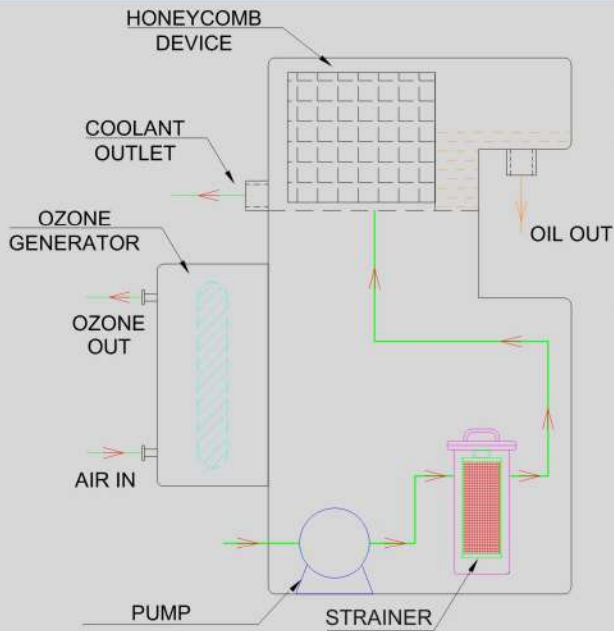 HONEYCOMB
DEVICE
COOLANT
OUTLET
OZONE
GENERATOR
OIL OUT
OZONE
OUT
AIR IN
PUMP
STRAINER